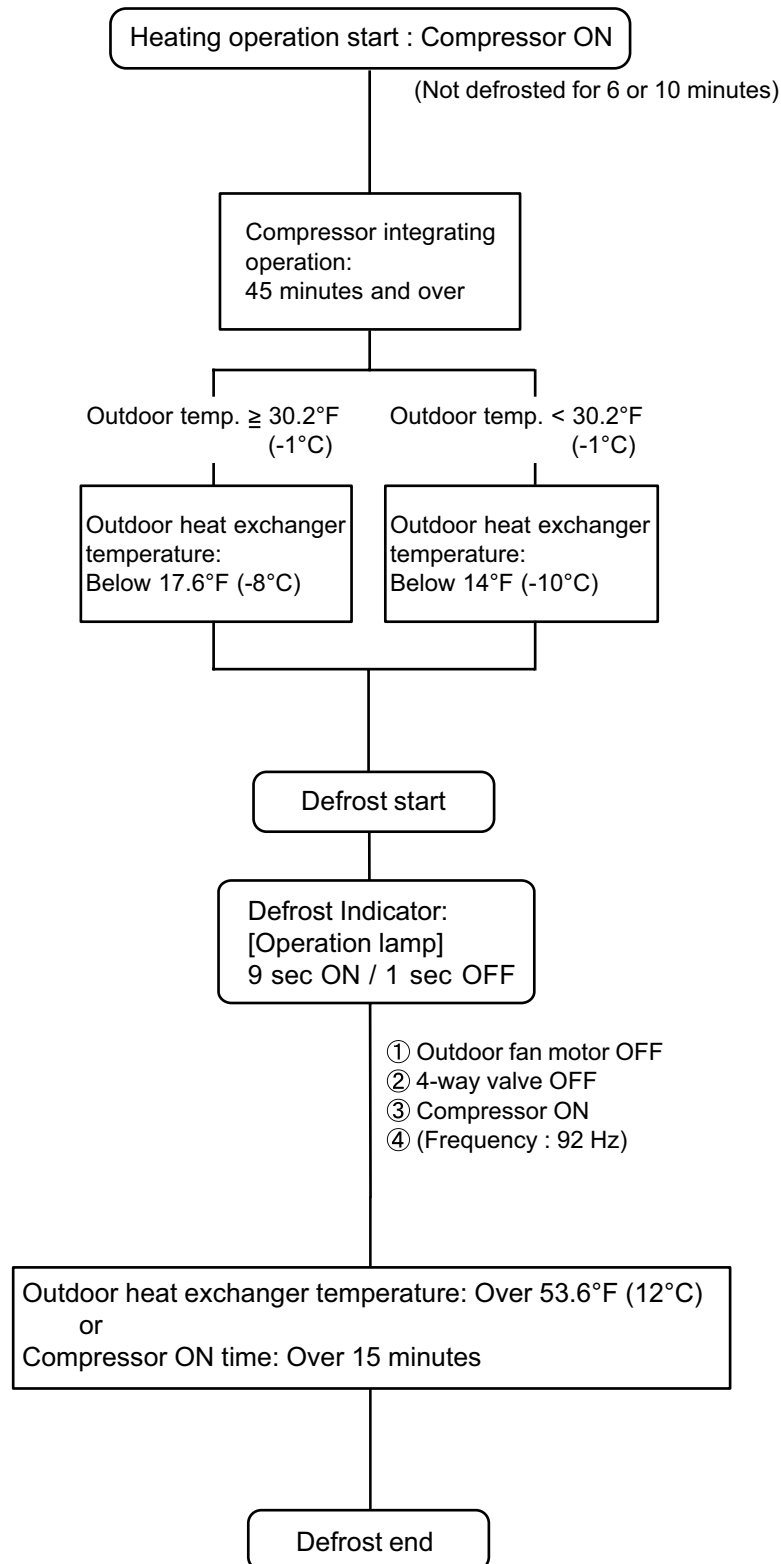 Heating operation start : Compressor ON
(Not defrosted for 6 or 10 minutes)
Compressor integrating
operation:
45 minutes and over
Outdoor temp. ≧ 30.2°F
(-1°C)
Outdoor temp. < 30.2°F
(-1°C)
Outdoor heat exchanger
temperature:
Below 17.6°F (-8°C)
Outdoor heat exchanger
temperature:
Below 14°F (-10°C)
Defrost start
Defrost Indicator:
[Operation lamp]
9 sec ON / 1 sec OFF
① Outdoor fan motor OFF
② 4-way valve OFF
③ Compressor ON
④ (Frequency : 92 Hz)
Outdoor heat exchanger temperature: Over 53.6°F (12°C)
or
Compressor ON time: Over 15 minutes
Defrost end